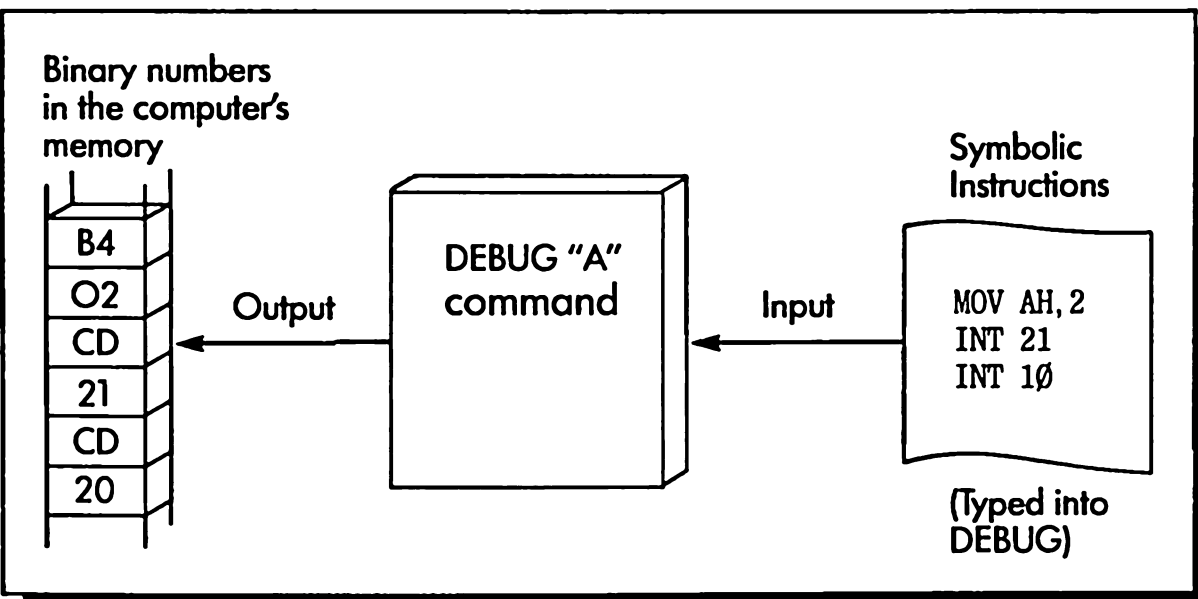 Binary numbers
in the computer's
memory
B4
O2
CD
21
CD
20
Output
DEBUG "A"
command
Input
Symbolic
Instructions
MOV AH,2
INT 21
INT 1Ø
(Typed into
DEBUG)